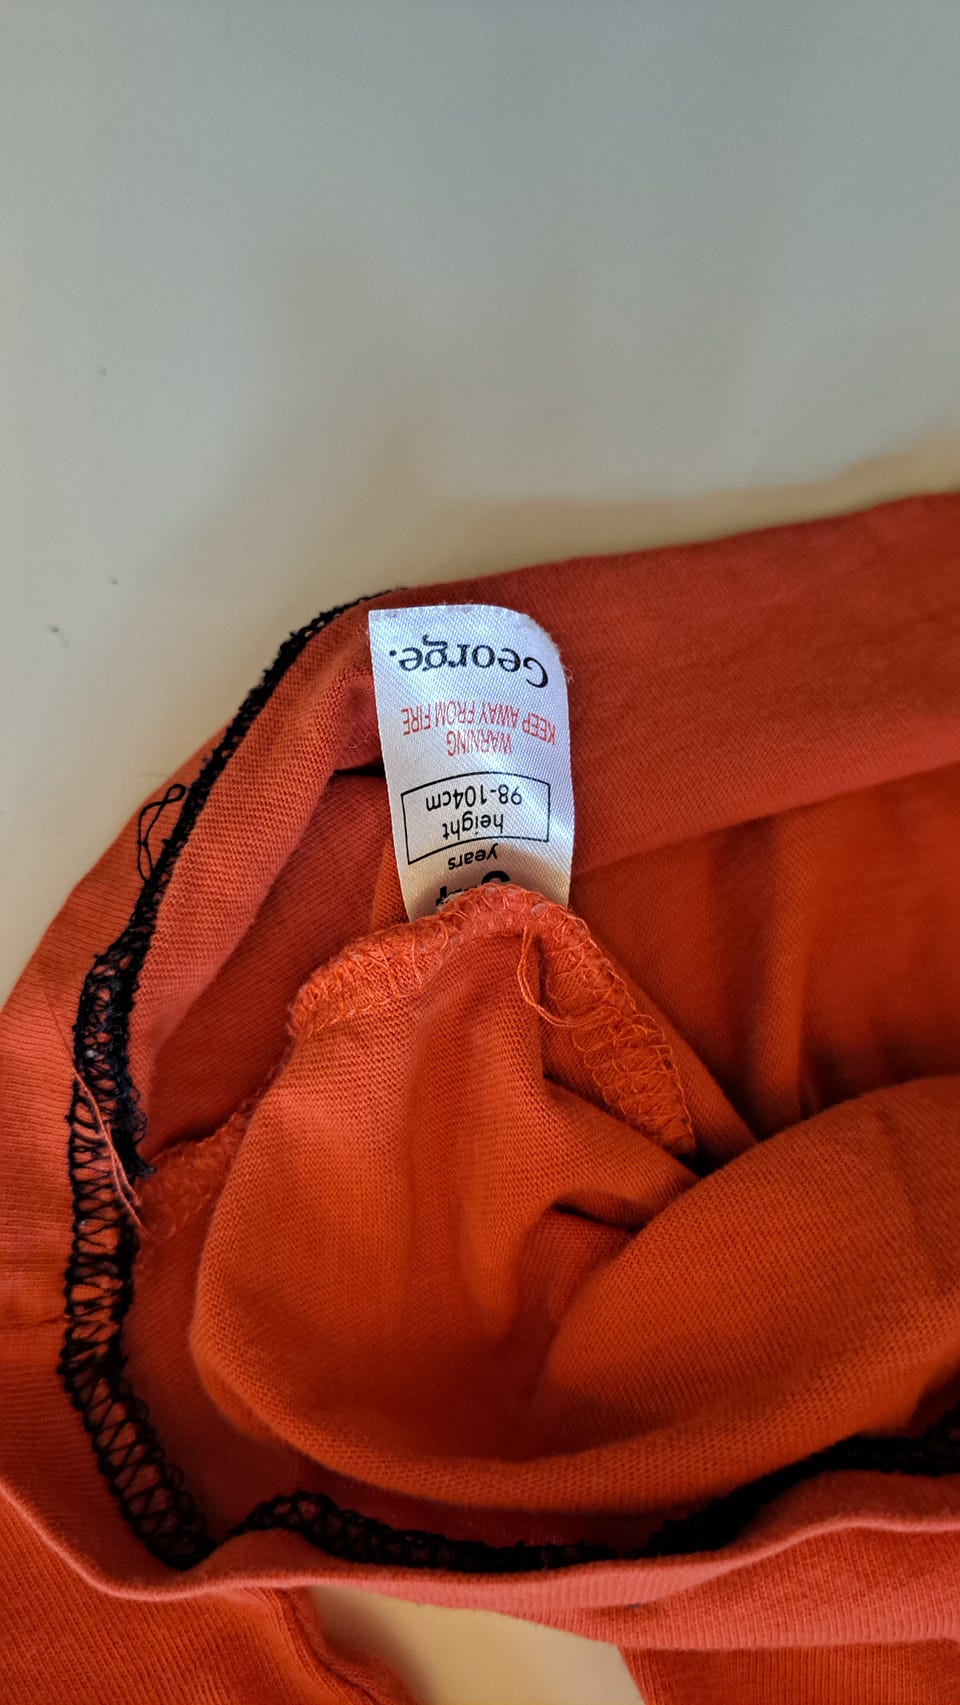 years
height
98-104cm
WARNING
KEEP AWAY FROM FIRE
George.